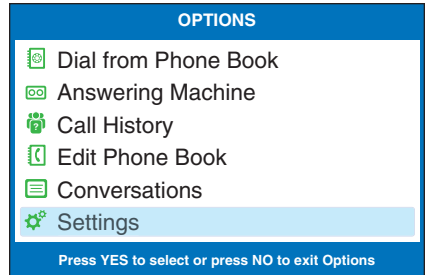 OPTIONS
Dial from Phone Book
Answering Machine
Call History
Edit Phone Book
Conversations
Settings
Press YES to select or press NO to exit Options